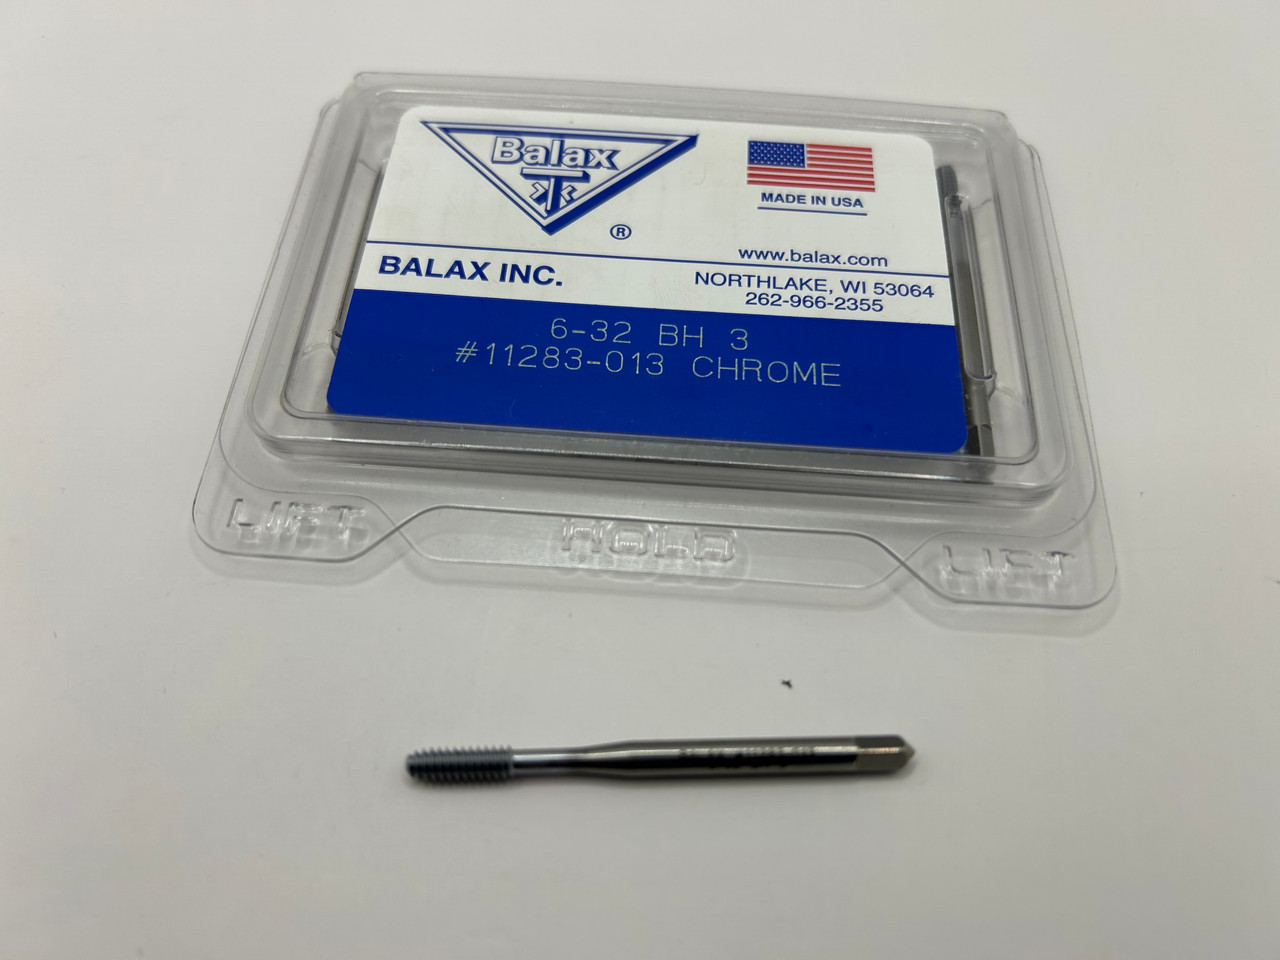 Balax
®
MADE IN USA
www.balax.com
BALAX INC.
NORTHLAKE, WI 53064
262-966-2355
6-32 BH 3
#11283-013 CHROME
LIFT
HOLD
LIFT